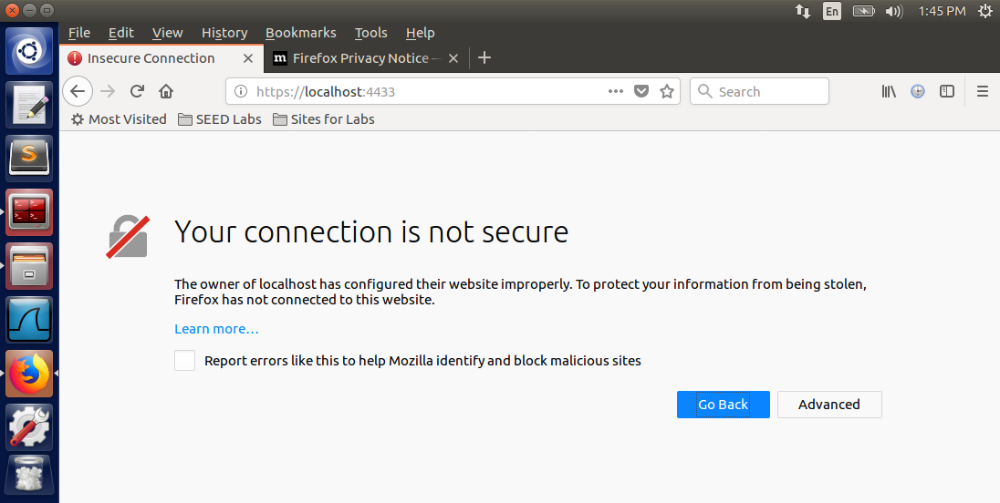 En
1:45 PM
File Edit View History Bookmarks Tools Help
Insecure Connection
m Firefox Privacy Notice —
https://localhost:4433
Search
Most Visited SEED Labs Sites for Labs
Your connection is not secure
The owner of localhost has configured their website improperly. To protect your information from being stolen,
Firefox has not connected to this website.
Learn more…
Report errors like this to help Mozilla identify and block malicious sites
Go Back Advanced